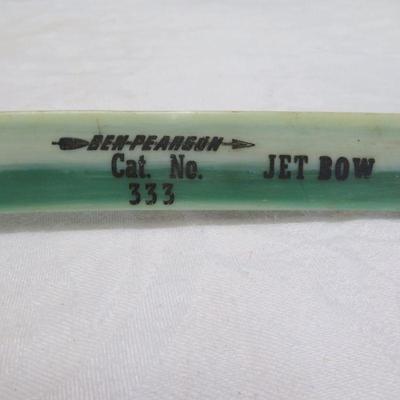 BEN-PEARSON
Cat. No. JET BOW
333